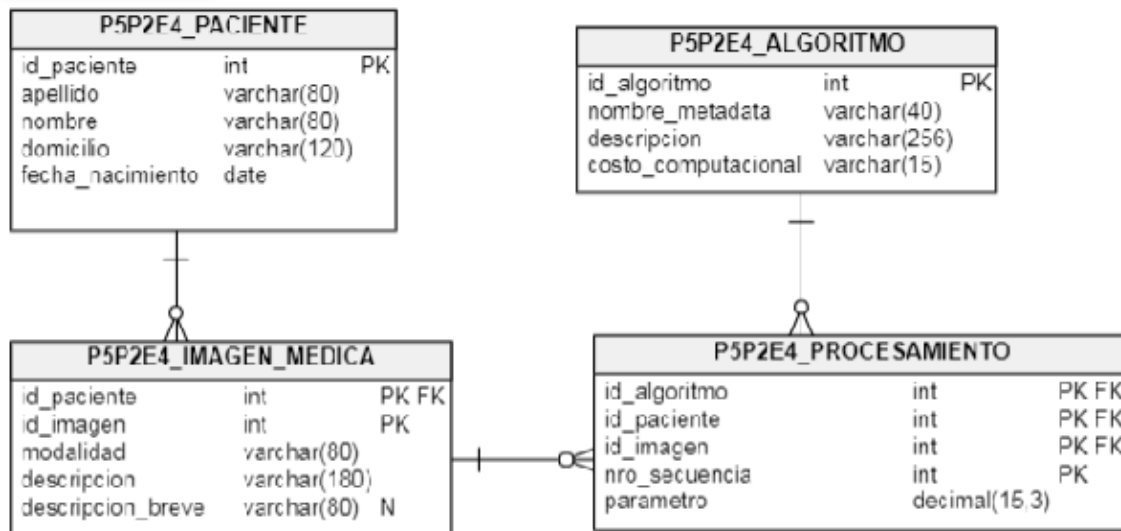 P5P2E4_PACIENTE
id_paciente int PK
apellido varchar(80)
nombre varchar(80)
domicilio varchar(120)
fecha_nacimiento date
P5P2E4_ALGORITMO
id_algoritmo int PK
nombre_metadata varchar(40)
descripcion varchar(256)
costo_computacional varchar(15)
P5P2E4_IMAGEN_MEDICA
id_paciente int PK FK
id_imagen int PK
modalidad varchar(80)
descripcion varchar(180)
descripcion_breve varchar(80) N
P5P2E4_PROCESAMIENTO
id_algoritmo int PK FK
id_paciente int PK FK
id_imagen int PK FK
nro_secuencia int PK
parametro decimal(15,3)